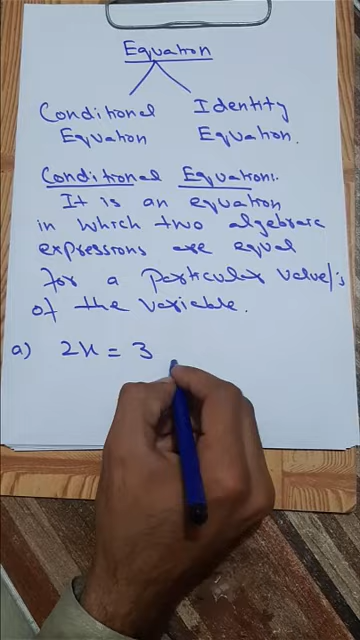 Equation
Conditional Identity
Equation Equation.
Conditional Equation:
It is an equation
in which two algebraic
expressions are equal
for a particular value/s
of the variable.
a) 2x = 3